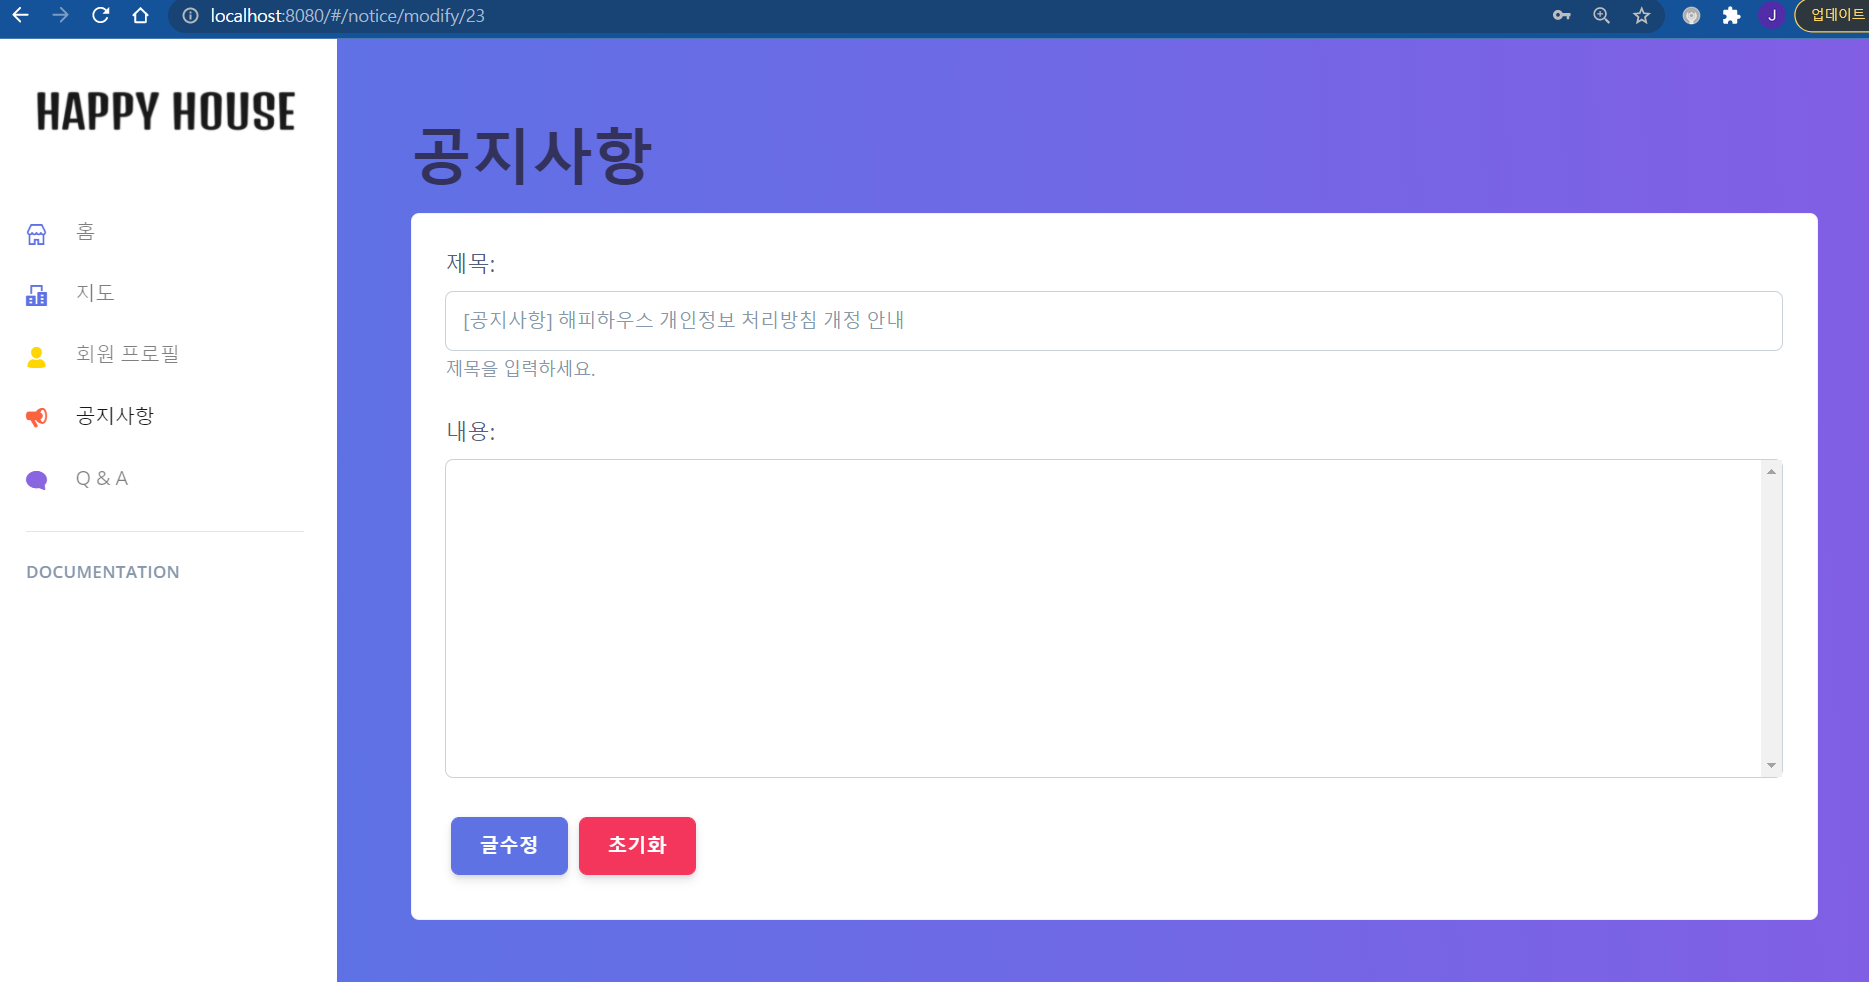 localhost:8080/#/notice/modify/23
J
업데이트
HAPPY HOUSE
홈
지도
회원 프로필
공지사항
Q & A
DOCUMENTATION
공지사항
제목:
[공지사항] 해피하우스 개인정보 처리방침 개정 안내
제목을 입력하세요.
내용:
글수정
초기화